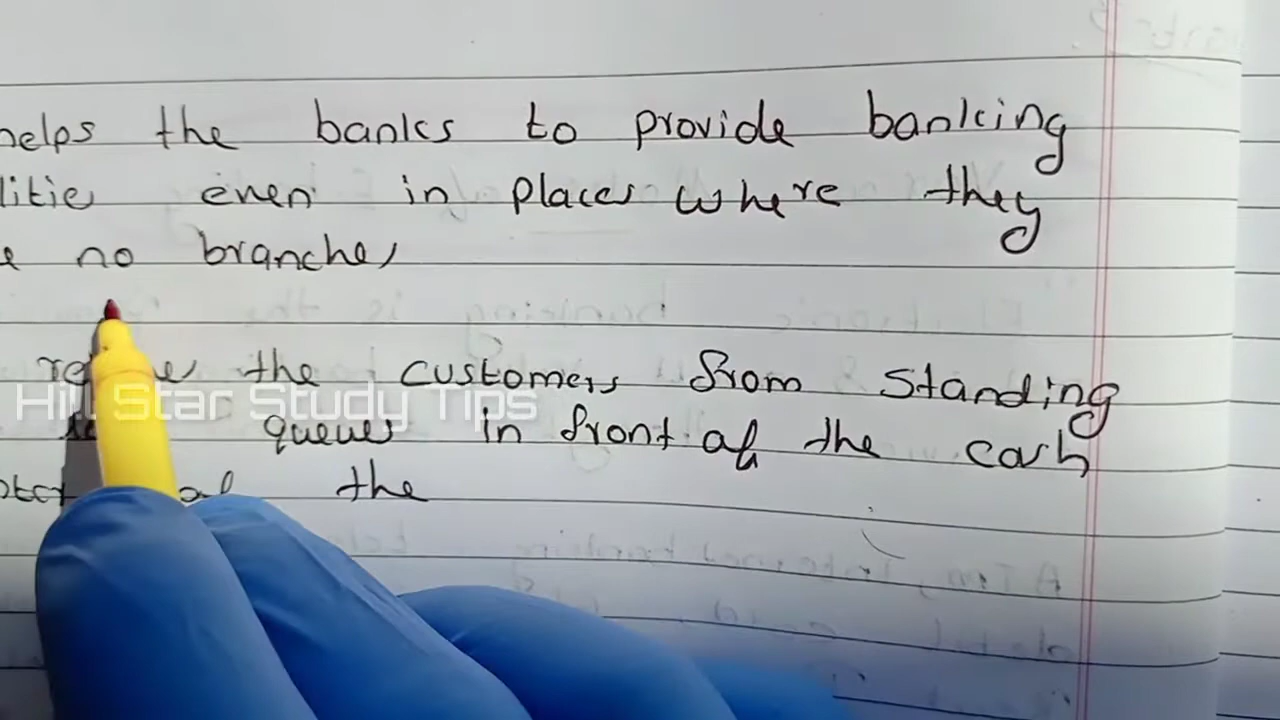 helps the banks to provide banking
litie even in places where they
e no branches
the customers from standing
Hill Star Study Tips
queues in front of the cash
of the